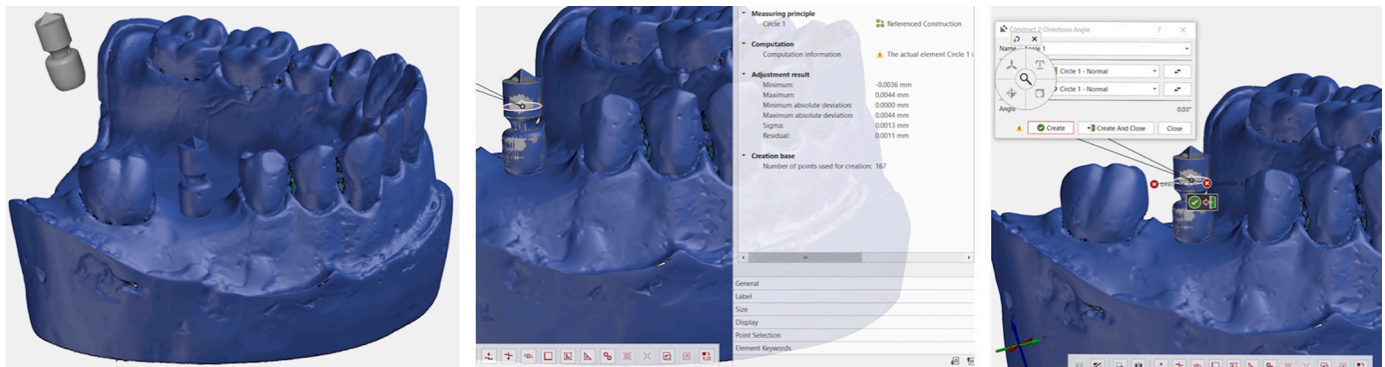 Measuring principle
Circle 1 Referenced Construction
Computation
Computation information The actual element Circle 1 i
Adjustment result
Minimum: -0.0036 mm
Maximum: 0.0044 mm
Minimum absolute deviation: 0.0000 mm
Maximum absolute deviation: 0.0044 mm
Sigma: 0.0013 mm
Residual: 0.0011 mm
Creation base
Number of points used for creation: 167
General
Label
Size
Display
Point Selection
Element Keywords
Construct 2-Directions Angle ?
Name Angle 1
Circle 1 - Normal
Circle 1 - Normal
Angle 0.03°
Create Create And Close Close